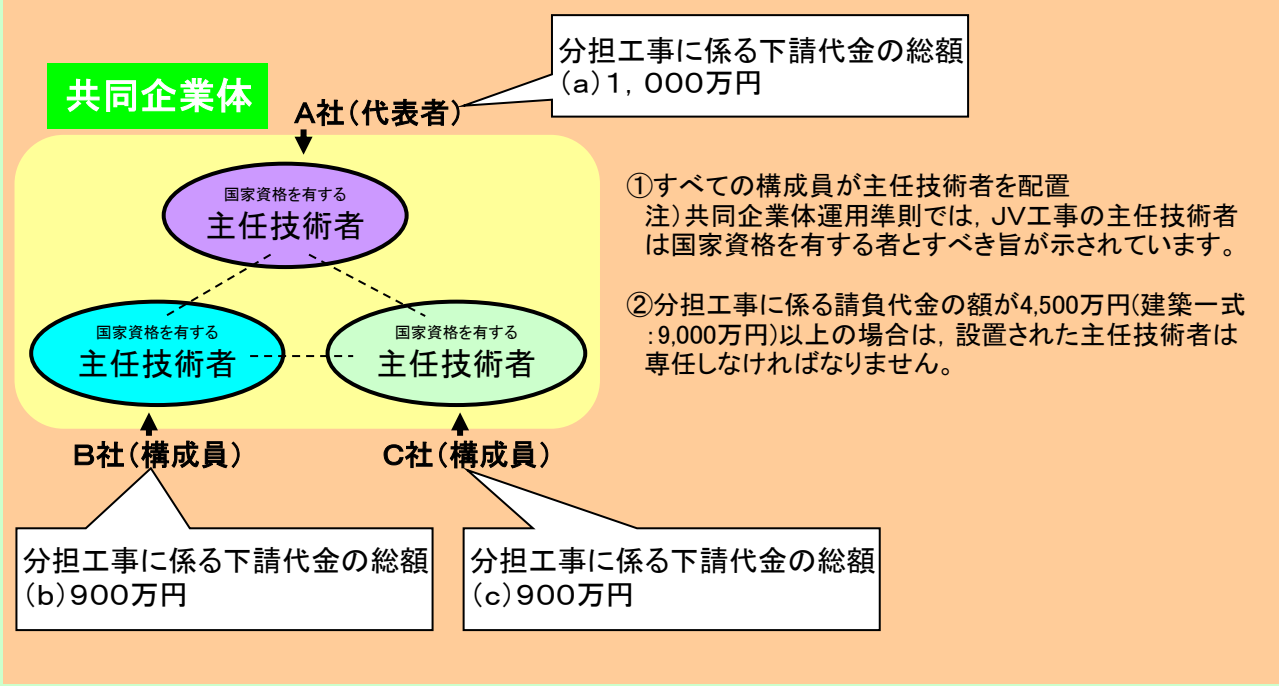 分担工事に係る下請代金の総額
(a)1,000万円
共同企業体
A社(代表者)
国家資格を有する
主任技術者
国家資格を有する
主任技術者
国家資格を有する
主任技術者
B社(構成員)
C社(構成員)
分担工事に係る下請代金の総額
(b)900万円
分担工事に係る下請代金の総額
(c)900万円
①すべての構成員が主任技術者を配置
注)共同企業体運用準則では,JV工事の主任技術者
は国家資格を有する者とすべき旨が示されています。
②分担工事に係る請負代金の額が4,500万円(建築一式
:9,000万円)以上の場合は,設置された主任技術者は
専任しなければなりません。